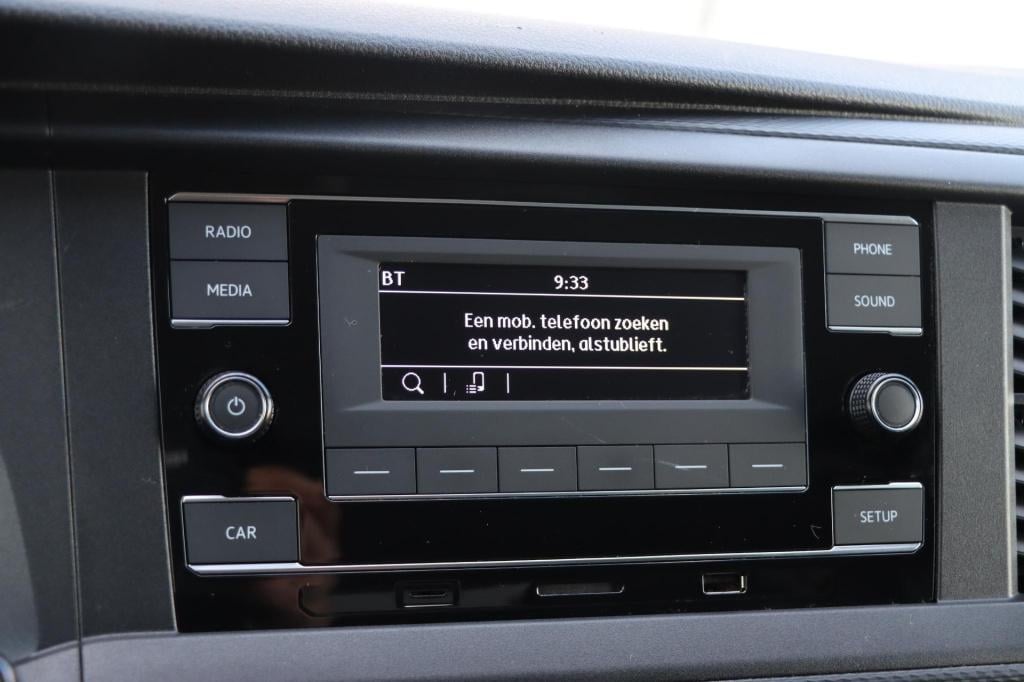 RADIO
MEDIA
BT 9:33
Een mob. telefoon zoeken
en verbinden, alstublieft.
PHONE
SOUND
CAR
SETUP